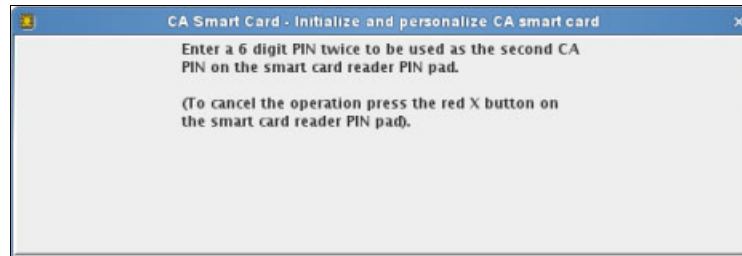 CA Smart Card - Initialize and personalize CA smart card
Enter a 6 digit PIN twice to be used as the second CA
PIN on the smart card reader PIN pad.
(To cancel the operation press the red X button on
the smart card reader PIN pad).